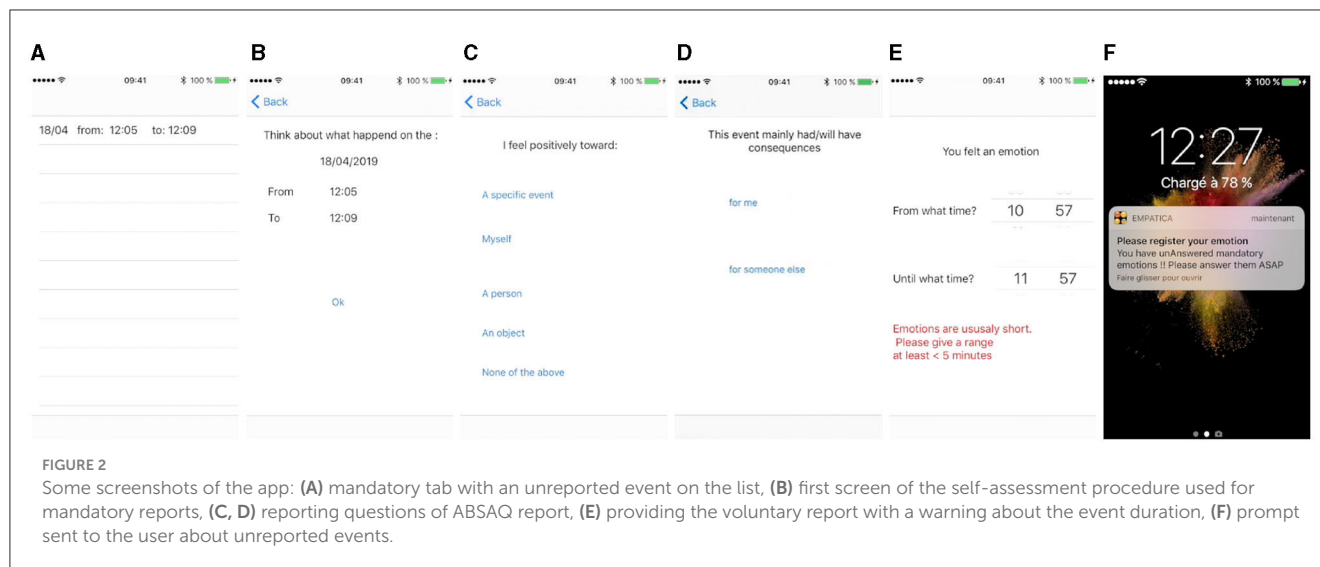 A
09:41
100 %
18/04 from: 12:05 to: 12:09
B
09:41
100 %
Back
Think about what happend on the :
18/04/2019
From 12:05
To 12:09
Ok
C
09:41
100 %
Back
I feel positively toward:
A specific event
Myself
A person
An object
None of the above
D
09:41
100 %
Back
This event mainly had/will have
consequences
for me
for someone else
E
09:41
100 %
You felt an emotion
From what time? 10 57
Until what time? 11 57
Emotions are ususaly short.
Please give a range
at least < 5 minutes
F
100 %
12:27
Chargé à 78 %
EMPATICA maintenant
Please register your emotion
You have unAnswered mandatory
emotions !! Please answer them ASAP
Faire glisser pour ouvrir
FIGURE 2
Some screenshots of the app: (A) mandatory tab with an unreported event on the list, (B) first screen of the self-assessment procedure used for
mandatory reports, (C, D) reporting questions of ABSAQ report, (E) providing the voluntary report with a warning about the event duration, (F) prompt
sent to the user about unreported events.